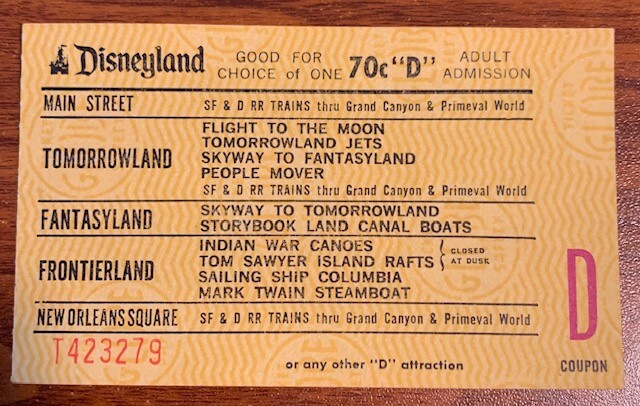 Disneyland GOOD FOR CHOICE of ONE 70c "D" ADULT ADMISSION
MAIN STREET SF & D RR TRAINS thru Grand Canyon & Primeval World
TOMORROWLAND
FLIGHT TO THE MOON
TOMORROWLAND JETS
SKYWAY TO FANTASYLAND
PEOPLE MOVER
SF & D RR TRAINS thru Grand Canyon & Primeval World
FANTASYLAND
SKYWAY TO TOMORROWLAND
STORYBOOK LAND CANAL BOATS
FRONTIERLAND
INDIAN WAR CANOES
TOM SAWYER ISLAND RAFTS
CLOSED
AT DUSK
SAILING SHIP COLUMBIA
MARK TWAIN STEAMBOAT
NEW ORLEANS SQUARE SF & D RR TRAINS thru Grand Canyon & Primeval World
T423279
or any other "D" attraction
D
COUPON